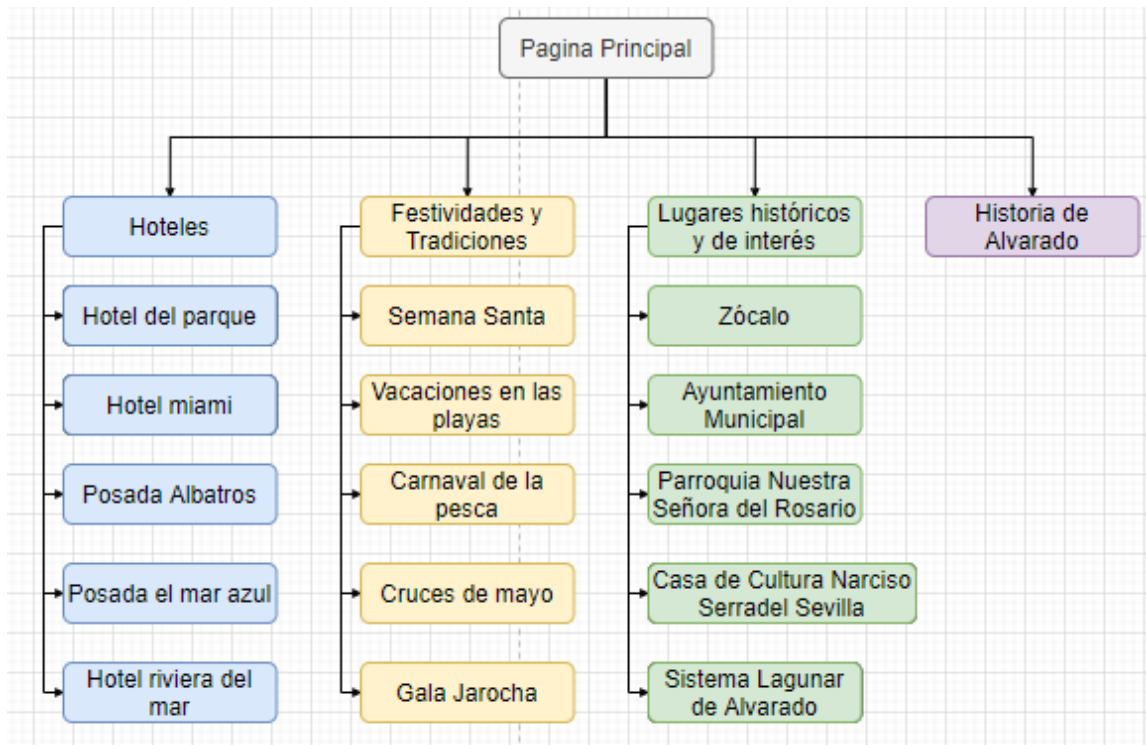 Pagina Principal
Hoteles
Hotel del parque
Hotel miami
Posada Albatros
Posada el mar azul
Hotel riviera del
mar
Festividades y
Tradiciones
Semana Santa
Vacaciones en las
playas
Carnaval de la
pesca
Cruces de mayo
Gala Jarocha
Lugares históricos
y de interés
Zócalo
Ayuntamiento
Municipal
Parroquia Nuestra
Señora del Rosario
Casa de Cultura Narciso
Serradel Sevilla
Sistema Lagunar
de Alvarado
Historia de
Alvarado